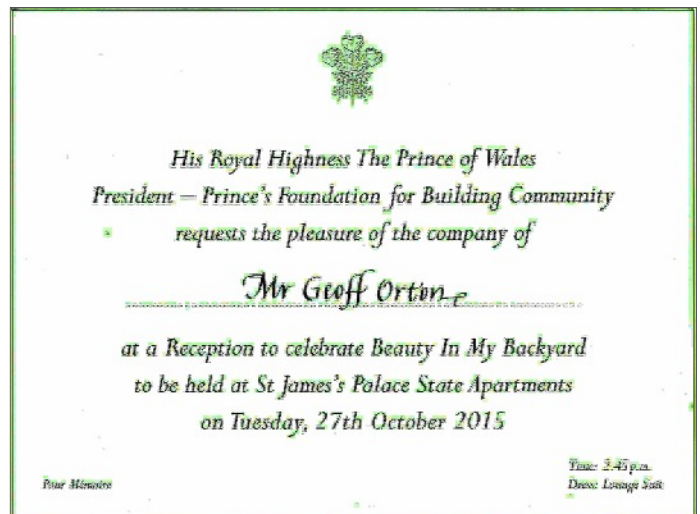 His Royal Highness The Prince of Wales
President — Prince's Foundation for Building Community
requests the pleasure of the company of
Mr Geoff Orton
at a Reception to celebrate Beauty In My Backyard
to be held at St James's Palace State Apartments
on Tuesday, 27th October 2015
Time: 2.45 p.m.
Pour Mémoire
Dress: Lounge Suit